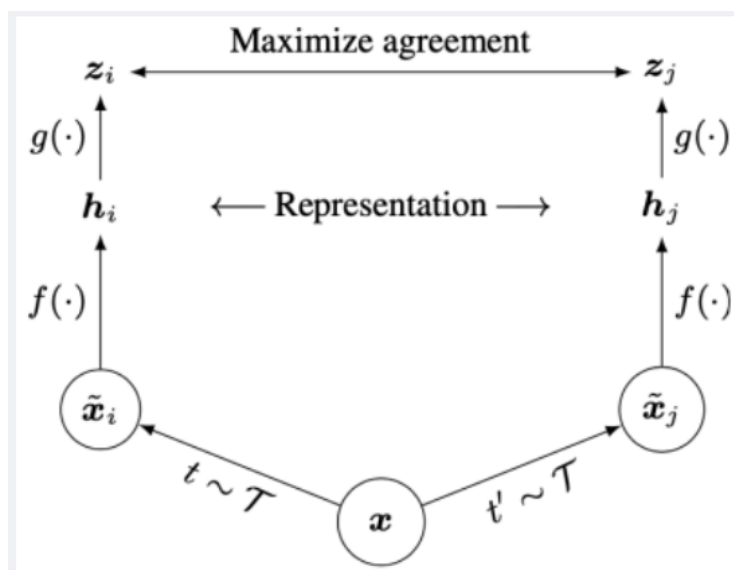 Maximize agreement
z_i z_j
g(·) g(·)
h_i ← Representation → h_j
f(·) f(·)
x̃_i x̃_j
t ~ 𝒯 t' ~ 𝒯
x